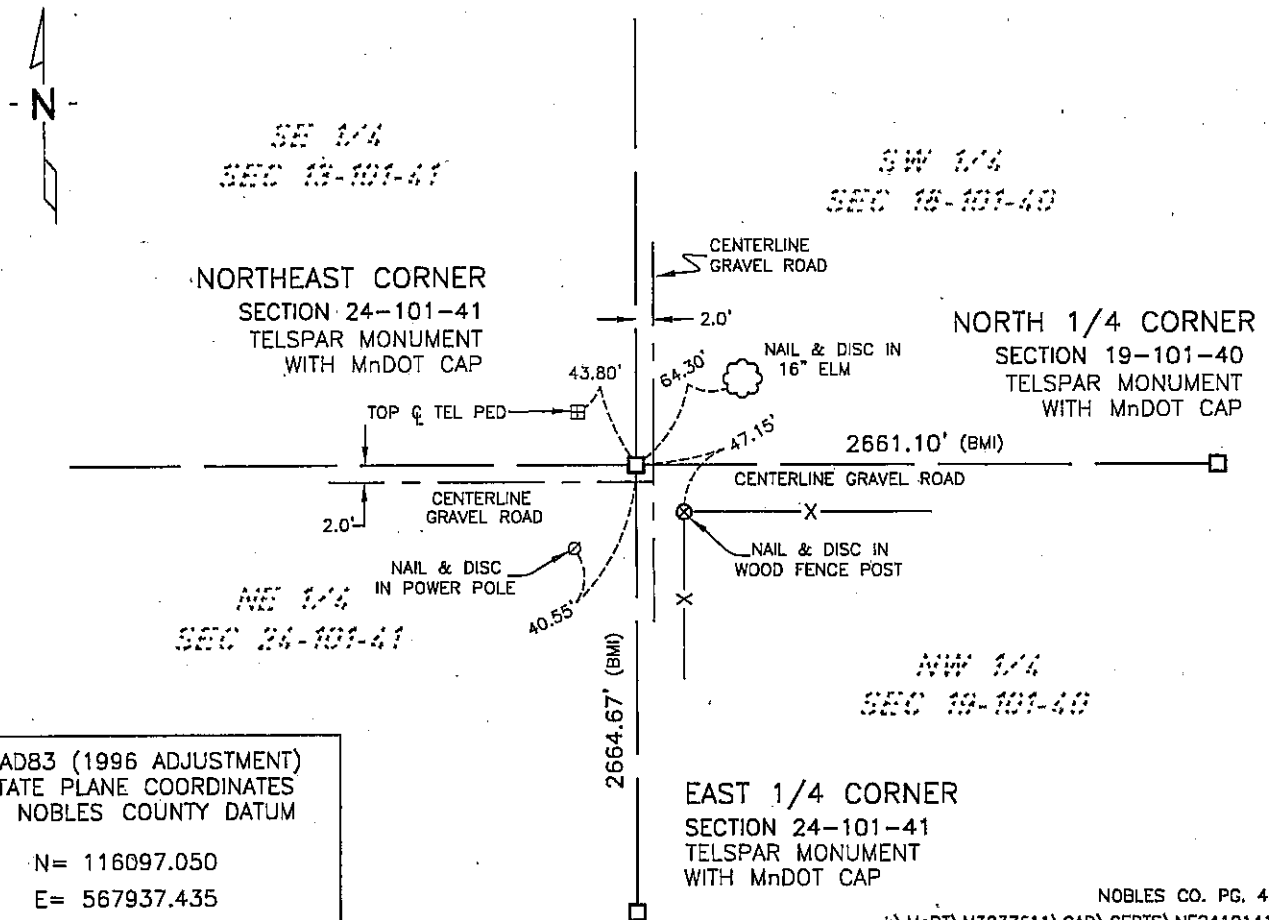 - N -
SE 1/4
SEC 13-101-41
SW 1/4
SEC 18-101-40
CENTERLINE
GRAVEL ROAD
NORTHEAST CORNER
SECTION 24-101-41
TELSPAR MONUMENT
WITH MnDOT CAP
2.0'
NORTH 1/4 CORNER
SECTION 19-101-40
TELSPAR MONUMENT
WITH MnDOT CAP
NAIL & DISC IN
16" ELM
43.80'
64.30'
TOP ℄ TEL PED
47.15'
2661.10' (BMI)
CENTERLINE GRAVEL ROAD
CENTERLINE
GRAVEL ROAD
2.0'
X
NAIL & DISC
IN POWER POLE
NAIL & DISC IN
WOOD FENCE POST
X
40.55'
NE 1/4
SEC 24-101-41
2664.67' (BMI)
NW 1/4
SEC 19-101-40
EAST 1/4 CORNER
SECTION 24-101-41
TELSPAR MONUMENT
WITH MnDOT CAP
AD83 (1996 ADJUSTMENT)
TATE PLANE COORDINATES
NOBLES COUNTY DATUM
N= 116097.050
E= 567937.435
NOBLES CO. PG. 4